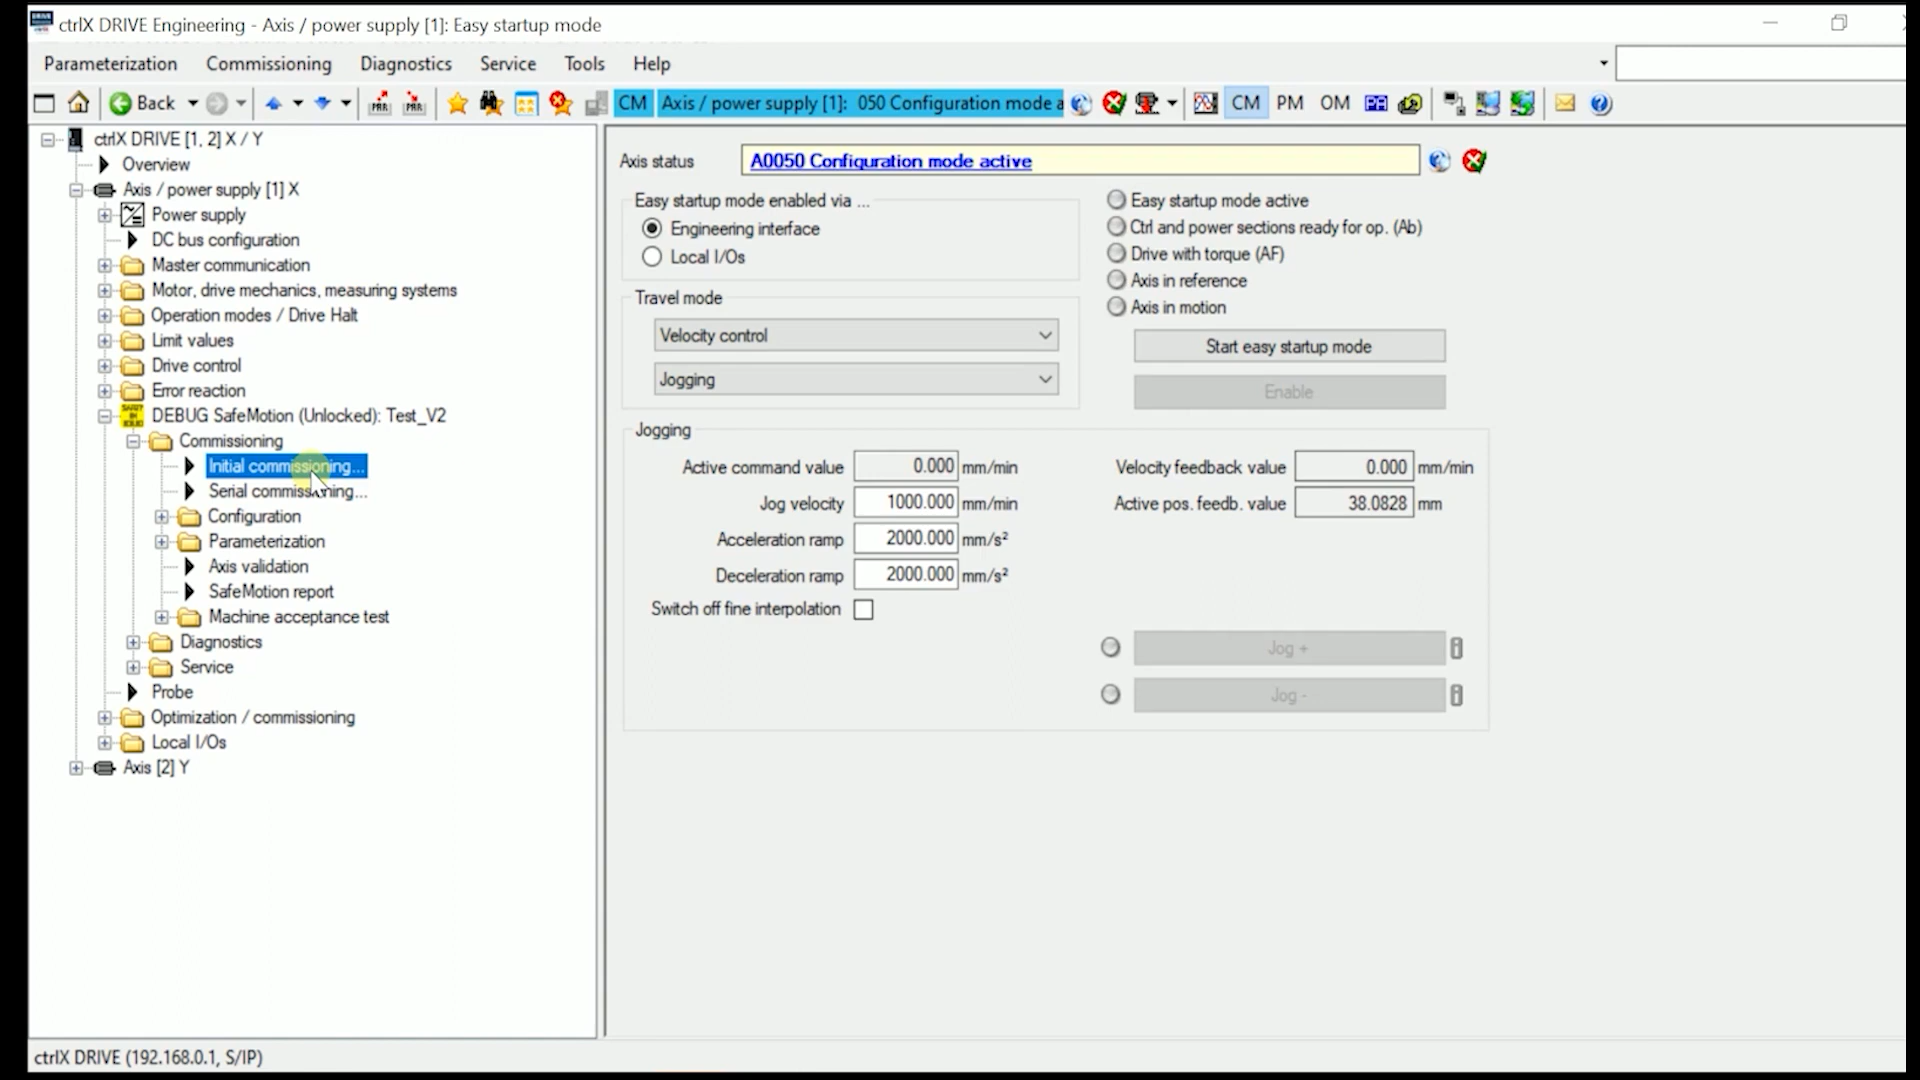 ctrlX DRIVE Engineering - Axis / power supply [1]: Easy startup mode
Parameterization Commissioning Diagnostics Service Tools Help
Back PAR PAR CM Axis / power supply [1]: 050 Configuration mode a CM PM OM
ctrlX DRIVE [1, 2] X / Y
Overview
Axis / power supply [1] X
Power supply
DC bus configuration
Master communication
Motor, drive mechanics, measuring systems
Operation modes / Drive Halt
Limit values
Drive control
Error reaction
DEBUG SafeMotion (Unlocked): Test_V2
Commissioning
Initial commissioning...
Serial commissioning...
Configuration
Parameterization
Axis validation
SafeMotion report
Machine acceptance test
Diagnostics
Service
Probe
Optimization / commissioning
Local I/Os
Axis [2] Y
Axis status A0050 Configuration mode active
Easy startup mode enabled via ...
Engineering interface
Local I/Os
Easy startup mode active
Ctrl and power sections ready for op. (Ab)
Drive with torque (AF)
Axis in reference
Axis in motion
Travel mode
Velocity control
Jogging
Start easy startup mode
Enable
Jogging
Active command value 0.000 mm/min
Jog velocity 1000.000 mm/min
Acceleration ramp 2000.000 mm/s²
Deceleration ramp 2000.000 mm/s²
Switch off fine interpolation
Velocity feedback value 0.000 mm/min
Active pos. feedb. value 38.0828 mm
Jog +
Jog -
ctrlX DRIVE (192.168.0.1, S/IP)